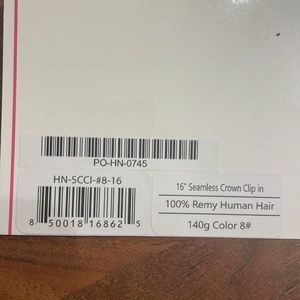 PO-HN-0745
HN-SCCI-#8-16
8 50018 16862 5
16" Seamless Crown Clip in
100% Remy Human Hair
140g Color 8#